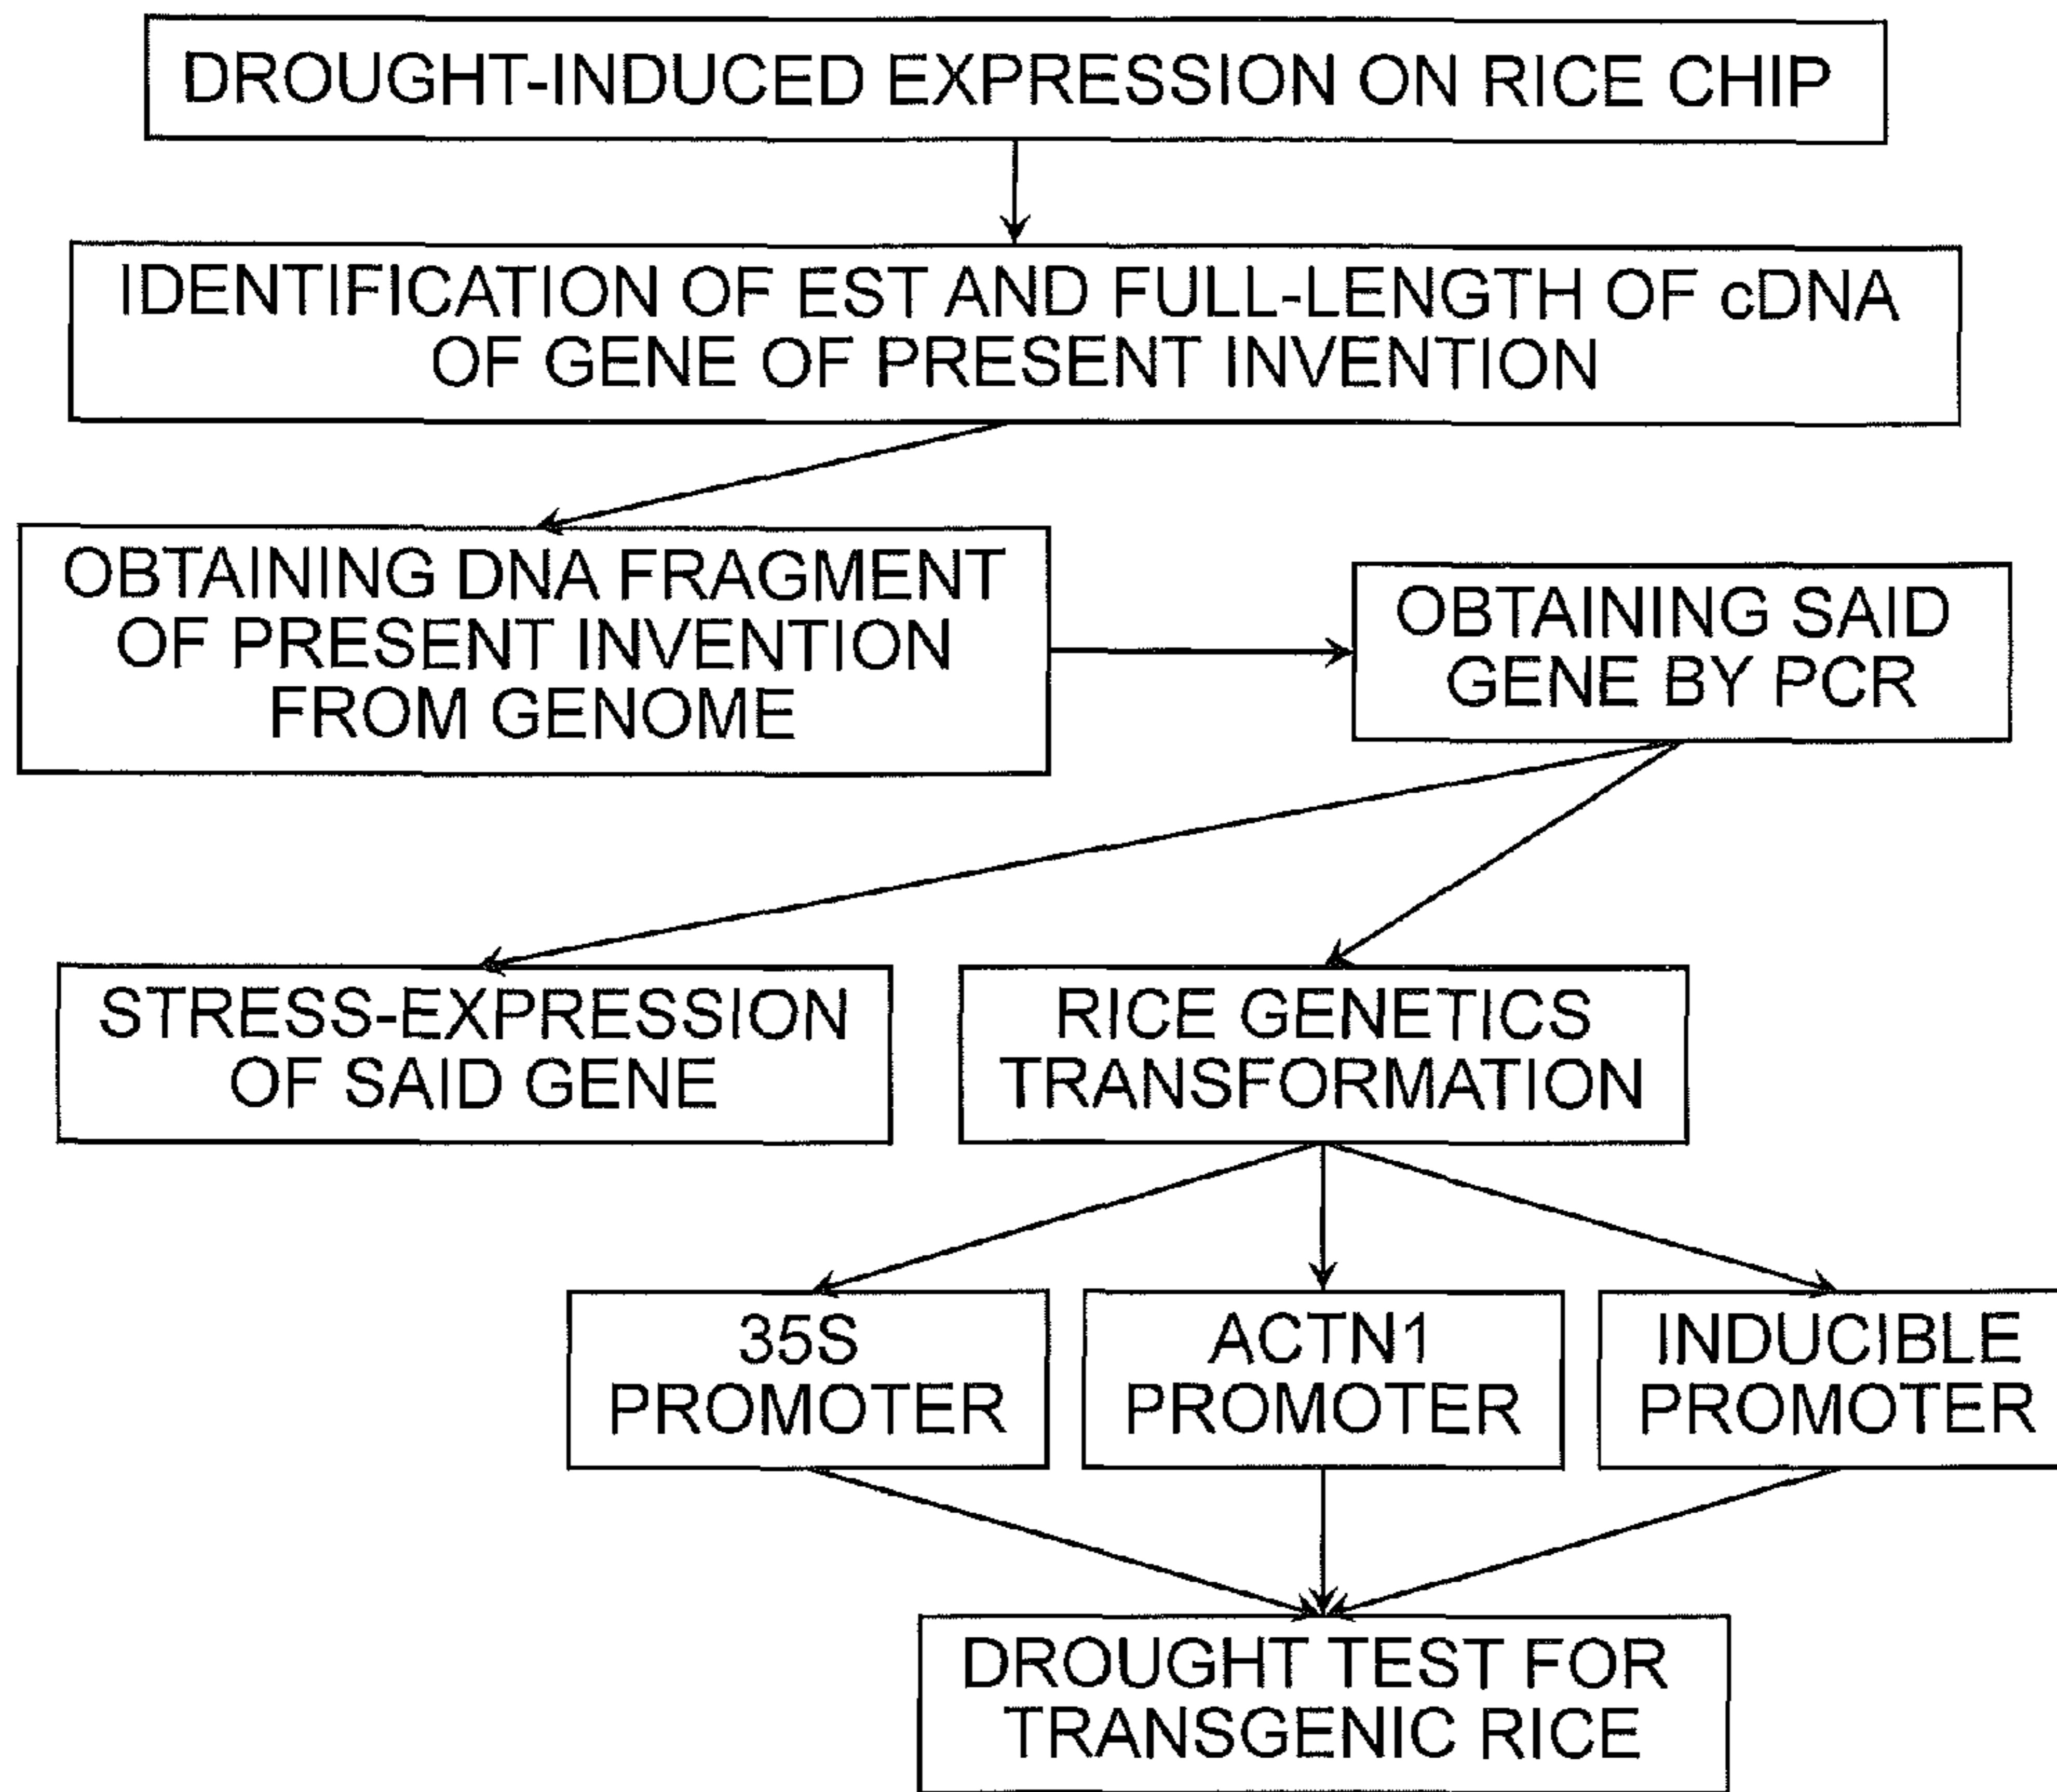 DROUGHT-INDUCED EXPRESSION ON RICE CHIP
IDENTIFICATION OF EST AND FULL-LENGTH OF cDNA
OF GENE OF PRESENT INVENTION
OBTAINING DNA FRAGMENT
OF PRESENT INVENTION
FROM GENOME
OBTAINING SAID
GENE BY PCR
STRESS-EXPRESSION
OF SAID GENE
RICE GENETICS
TRANSFORMATION
35S
PROMOTER
ACTN1
PROMOTER
INDUCIBLE
PROMOTER
DROUGHT TEST FOR
TRANSGENIC RICE